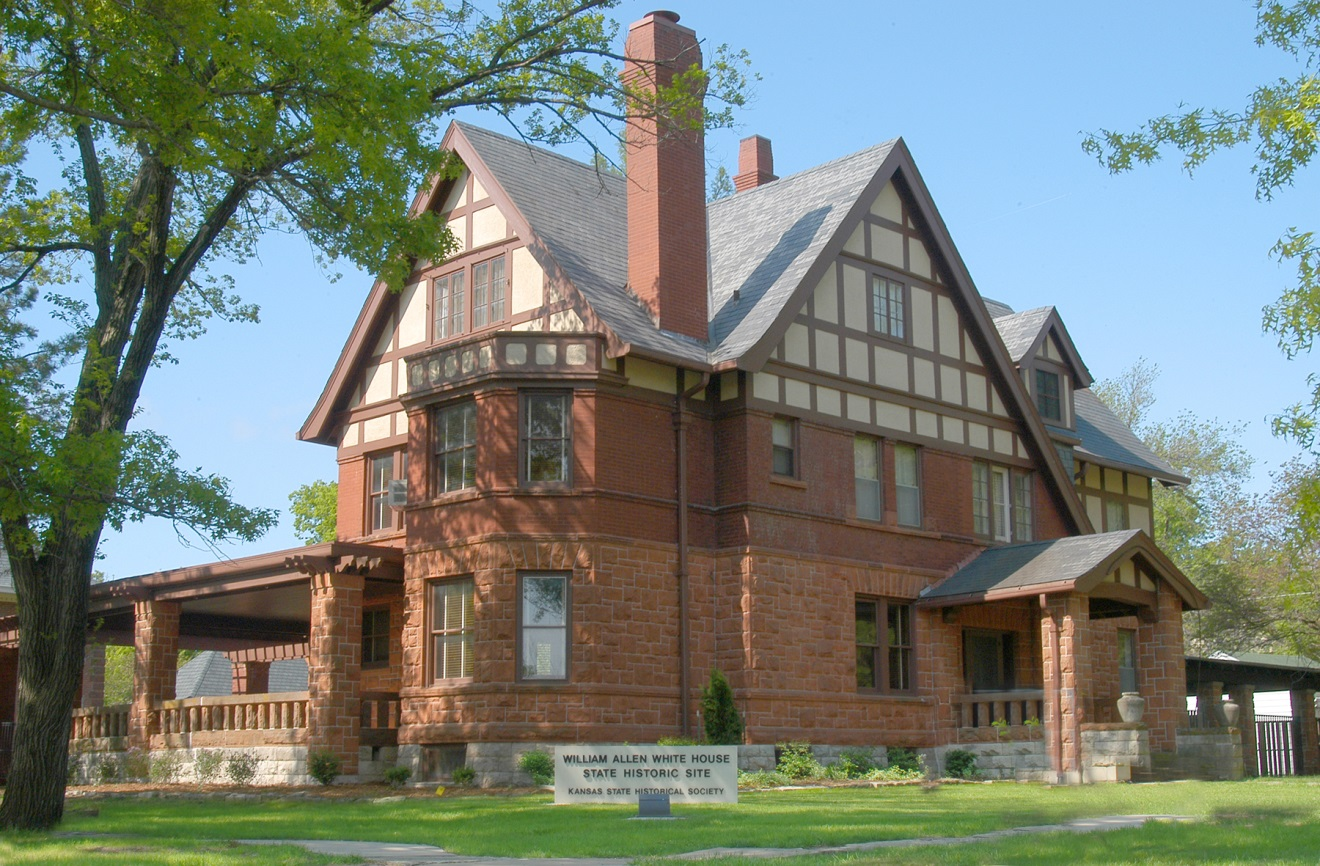 WILLIAM ALLEN WHITE HOUSE
STATE HISTORIC SITE
KANSAS STATE HISTORICAL SOCIETY